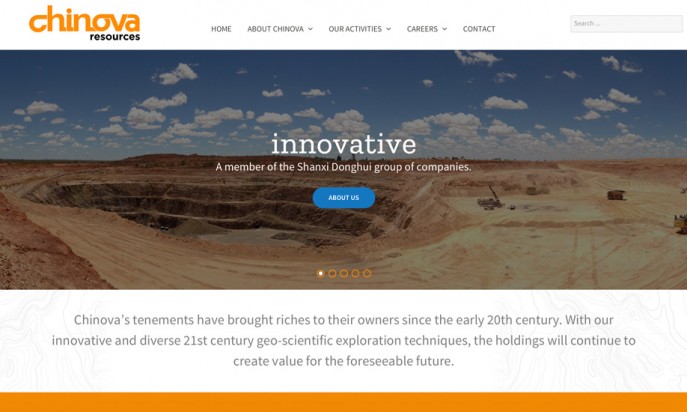 chinova
resources
HOME ABOUT CHINOVA OUR ACTIVITIES CAREERS CONTACT
Search ...
innovative
A member of the Shanxi Donghui group of companies.
ABOUT US
Chinova's tenements have brought riches to their owners since the early 20th century. With our
innovative and diverse 21st century geo-scientific exploration techniques, the holdings will continue to
create value for the foreseeable future.